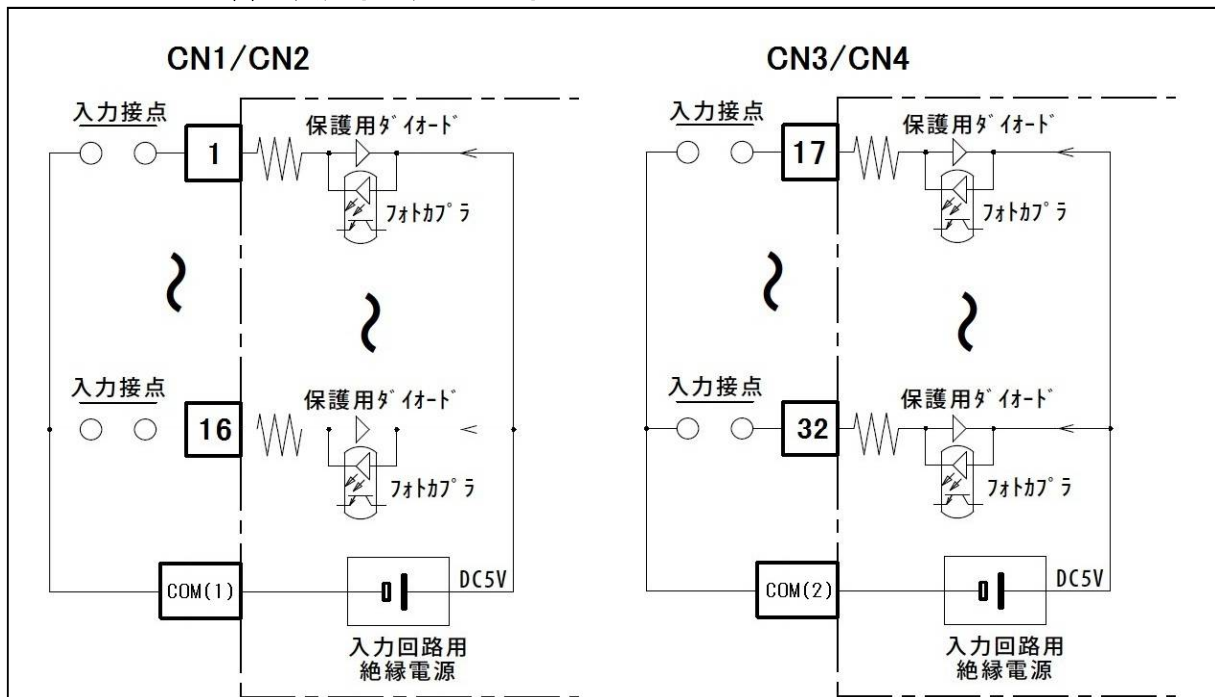 CN1/CN2
入力接点
1
保護用ﾀﾞｲｵｰﾄﾞ
ﾌｫﾄｶﾌﾟﾗ
入力接点
16
保護用ﾀﾞｲｵｰﾄﾞ
ﾌｫﾄｶﾌﾟﾗ
COM(1)
DC5V
入力回路用
絶縁電源
CN3/CN4
入力接点
17
保護用ﾀﾞｲｵｰﾄﾞ
ﾌｫﾄｶﾌﾟﾗ
入力接点
32
保護用ﾀﾞｲｵｰﾄﾞ
ﾌｫﾄｶﾌﾟﾗ
COM(2)
DC5V
入力回路用
絶縁電源